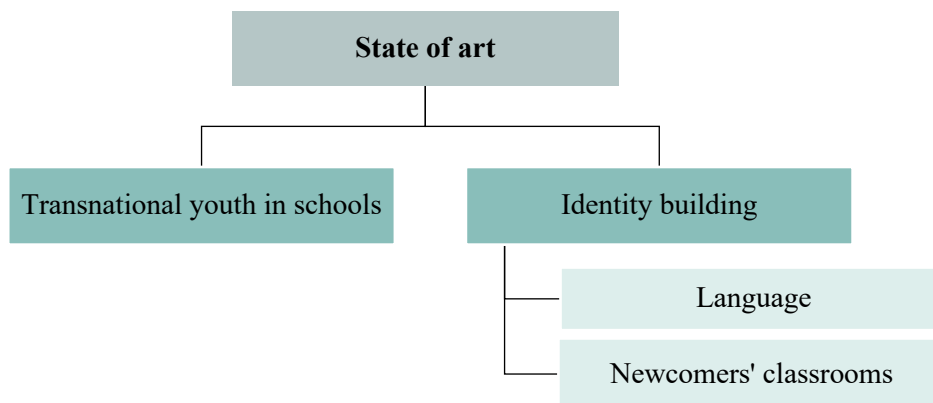 State of art
Transnational youth in schools
Identity building
Language
Newcomers' classrooms